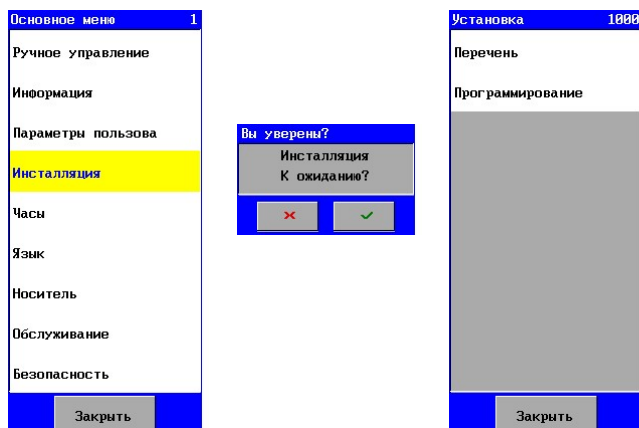 Основное меню 1
Ручное управление
Информация
Параметры пользова
Инсталляция
Часы
Язык
Носитель
Обслуживание
Безопасность
Закрыть
Вы уверены?
Инсталляция
К ожиданию?
Установка 1000
Перечень
Программирование
Закрыть